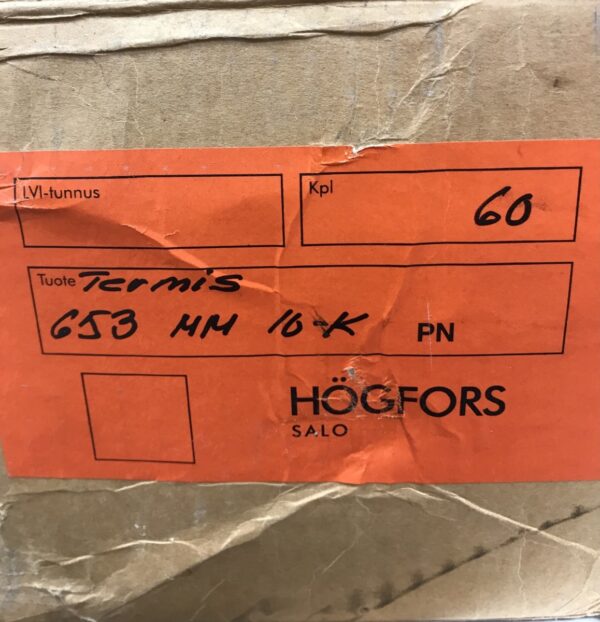 LVI-tunnus
Kpl 60
Tuote Termis
653 MM 10-K PN
HÖGFORS
SALO